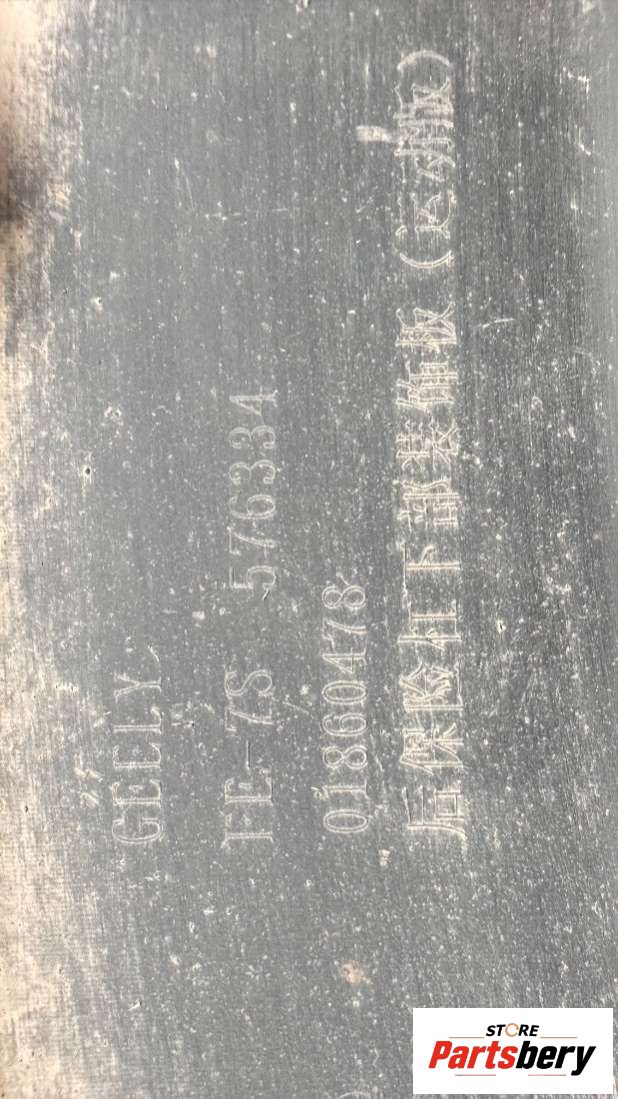 GEELY
FE-7S 576334
01860478
后保险杠下部装饰板 (运动版)
STORE
Partsbery